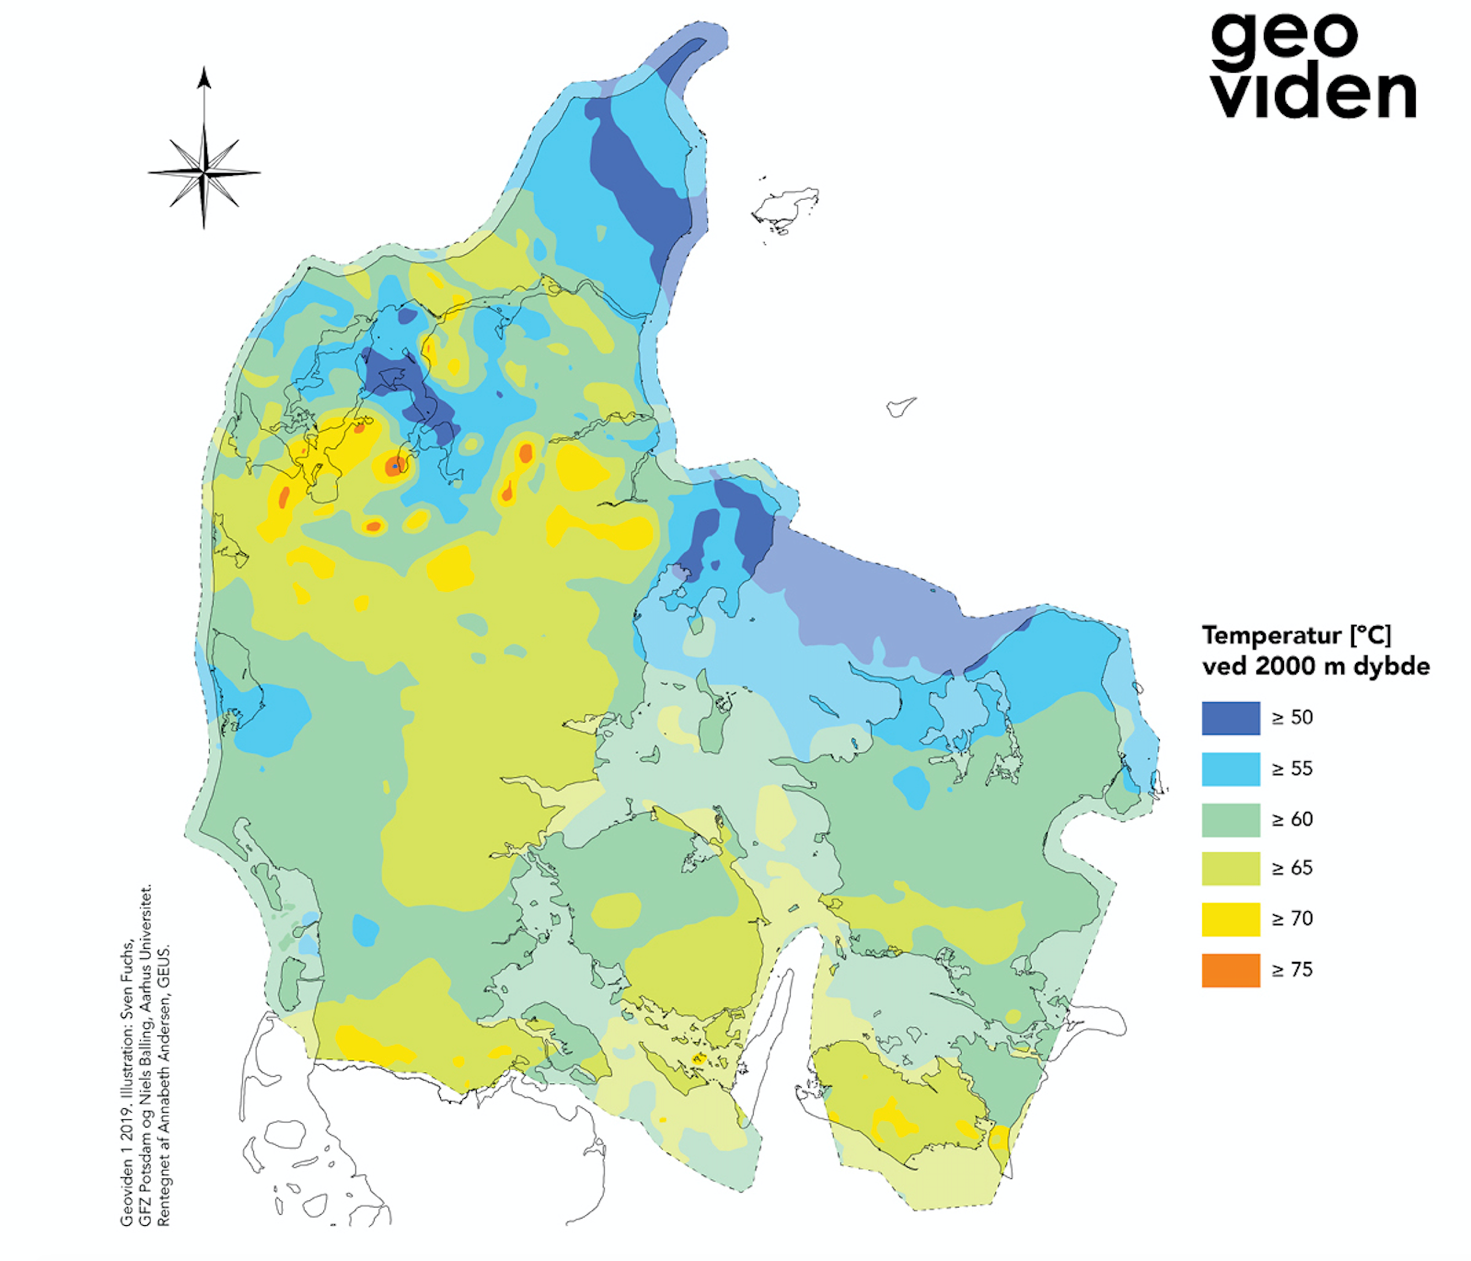 geo
viden
Temperatur [°C]
ved 2000 m dybde
≥ 50
≥ 55
≥ 60
≥ 65
≥ 70
≥ 75
Geoviden 1 2019. Illustration: Sven Fuchs,
GFZ Potsdam og Niels Balling, Aarhus Universitet.
Rentegnet af Annabeth Andersen, GEUS.